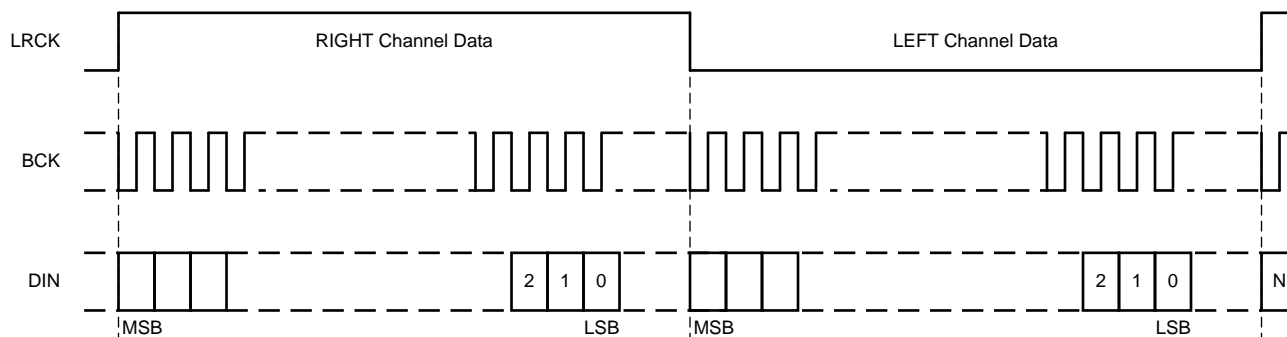 LRCK
RIGHT Channel Data
LEFT Channel Data
BCK
DIN
2 1 0
2 1 0
N
MSB
LSB
MSB
LSB